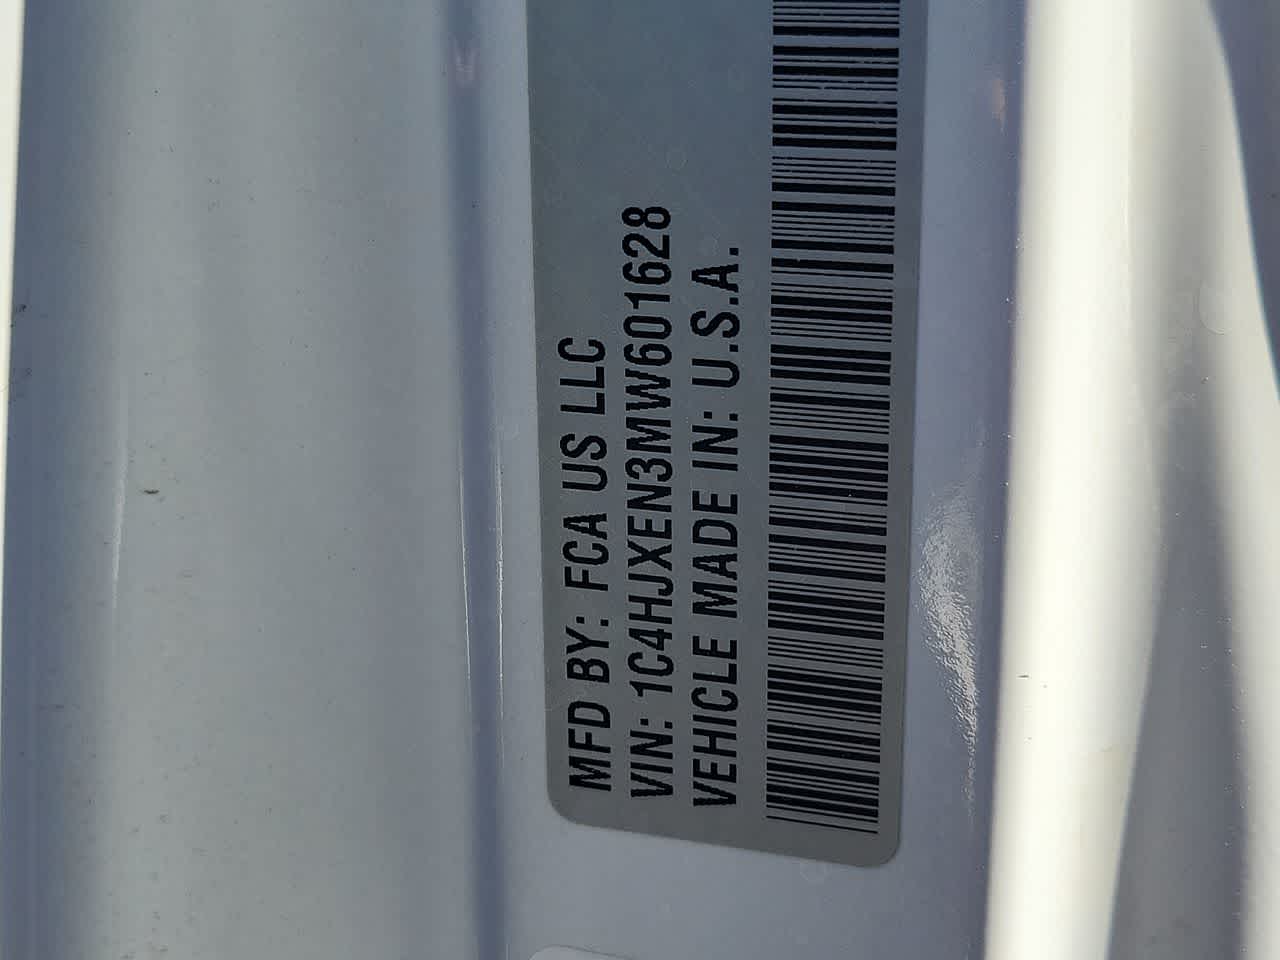 MFD BY: FCA US LLC
VIN: 1C4HJXEN3MW601628
VEHICLE MADE IN: U.S.A.